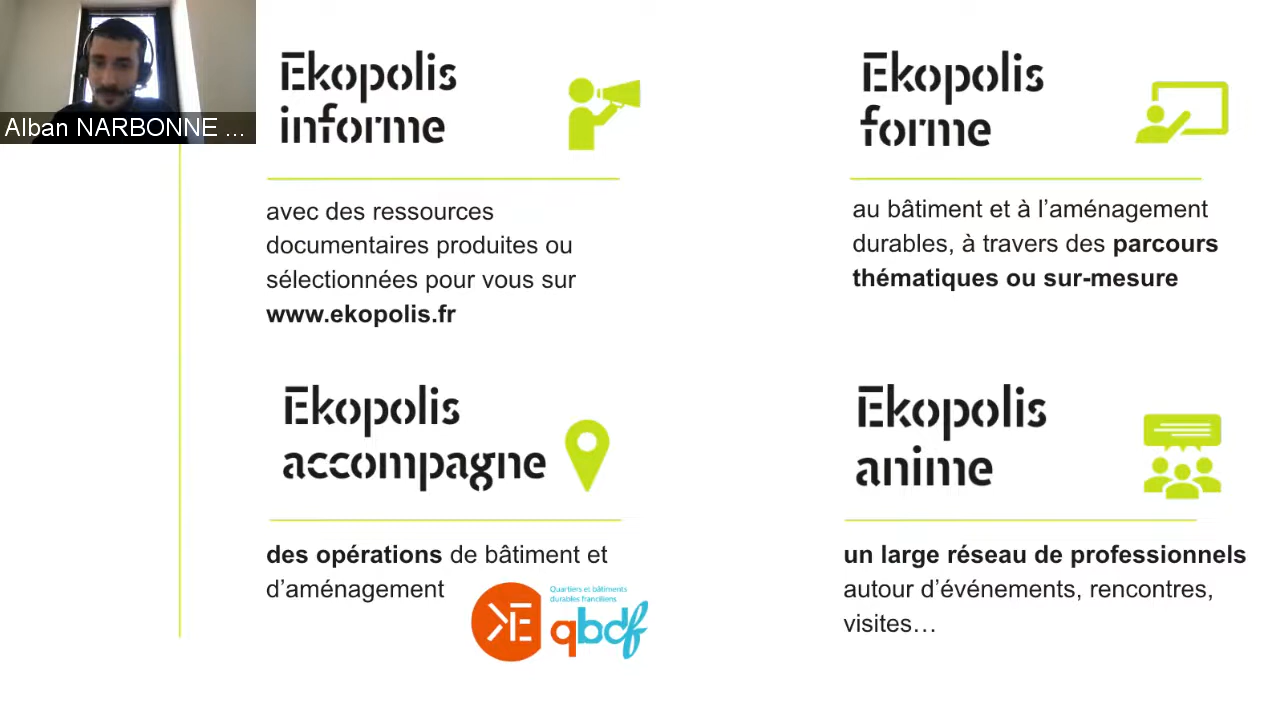 Alban NARBONNE ...
Ekopolis
informe
avec des ressources
documentaires produites ou
sélectionnées pour vous sur
www.ekopolis.fr
Ekopolis
forme
au bâtiment et à l’aménagement
durables, à travers des parcours
thématiques ou sur-mesure
Ekopolis
accompagne
des opérations de bâtiment et
d’aménagement
Quartiers et bâtiments
durables franciliens
qbdf
Ekopolis
anime
un large réseau de professionnels
autour d’événements, rencontres,
visites…